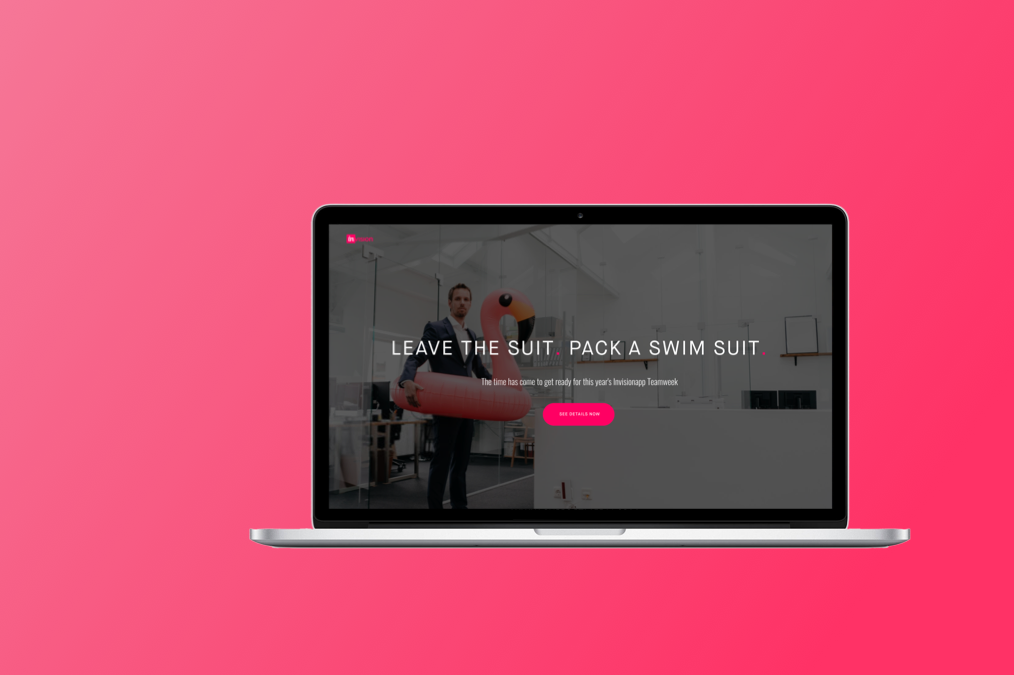 in
LEAVE THE SUIT. PACK A SWIM SUIT.
The time has come to get ready for this year's Invisionapp Teamweek
SEE DETAILS NOW